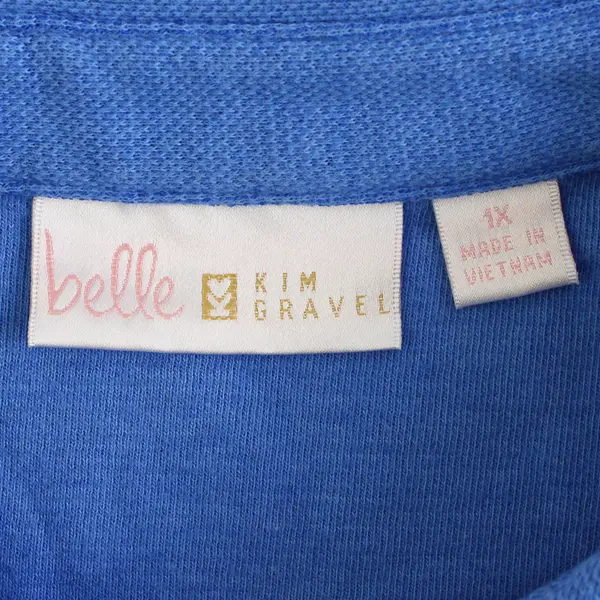 belle
KIM
GRAVEL
1X
MADE IN
VIETNAM